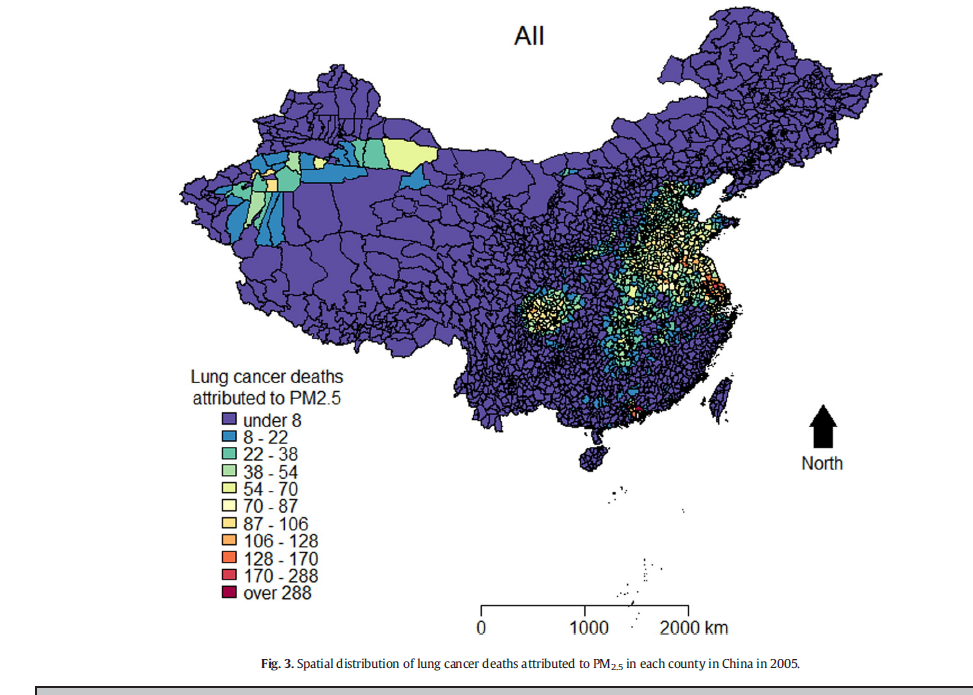 All
Lung cancer deaths
attributed to PM2.5
under 8
8 - 22
22 - 38
38 - 54
54 - 70
70 - 87
87 - 106
106 - 128
128 - 170
170 - 288
over 288
North
0 1000 2000 km
Fig. 3. Spatial distribution of lung cancer deaths attributed to PM2.5 in each county in China in 2005.